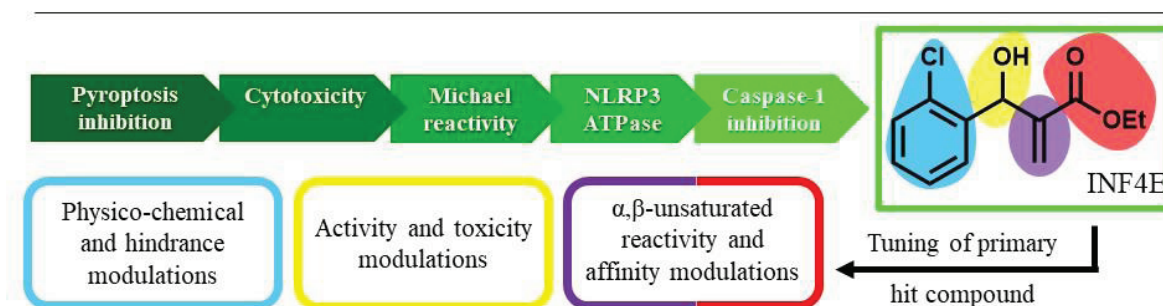 Pyroptosis
inhibition
Cytotoxicity
Michael
reactivity
NLRP3
ATPase
Caspase-1
inhibition
Cl
OH
O
OEt
INF4E
Physico-chemical
and hindrance
modulations
Activity and toxicity
modulations
α,β-unsaturated
reactivity and
affinity modulations
Tuning of primary
hit compound